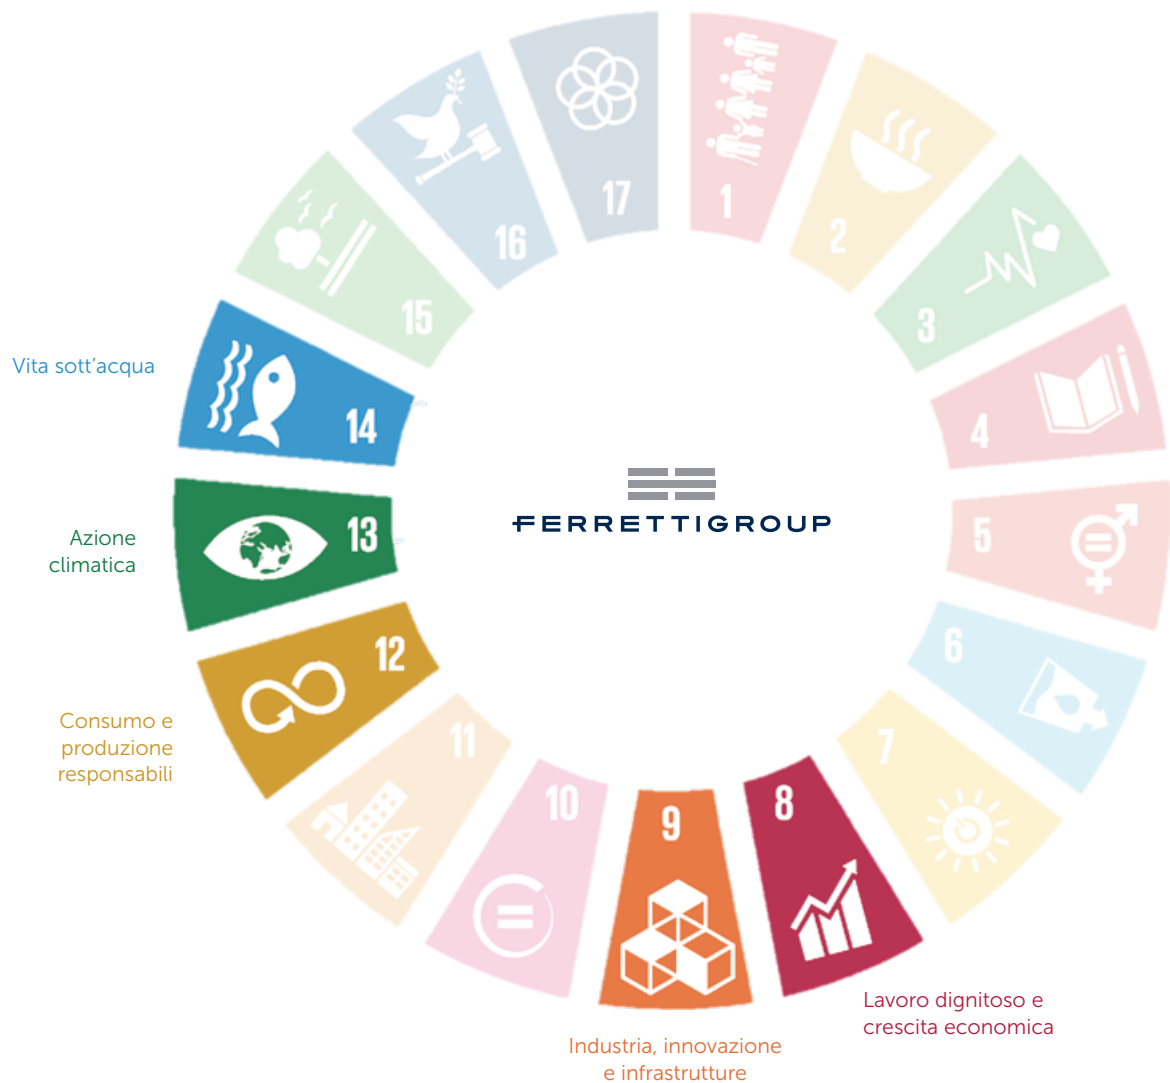 17
1
16
2
15
3
Vita sott'acqua
14
4
FERRETTIGROUP
Azione
climatica
13
5
12
6
Consumo e
produzione
responsabili
11
7
10
9
8
Lavoro dignitoso e
crescita economica
Industria, innovazione
e infrastrutture